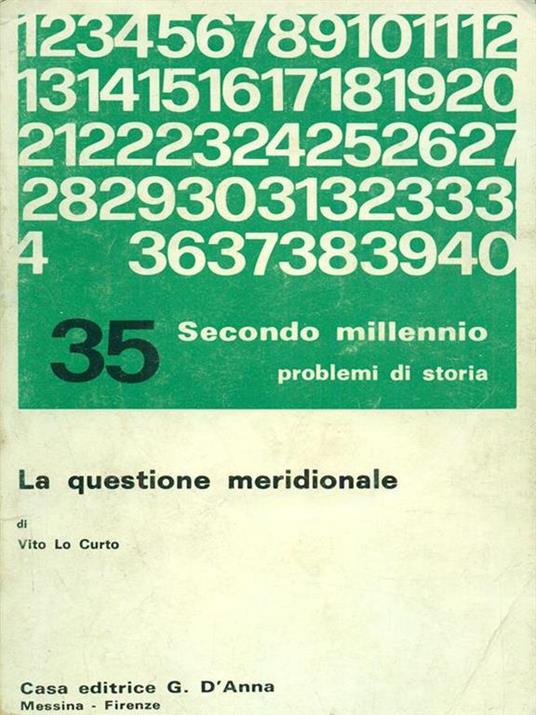 123456789101112
1314151617181920
21222324252627
2829303132333
4 3637383940
35 Secondo millennio
problemi di storia
La questione meridionale
di
Vito Lo Curto
Casa editrice G. D'Anna
Messina - Firenze